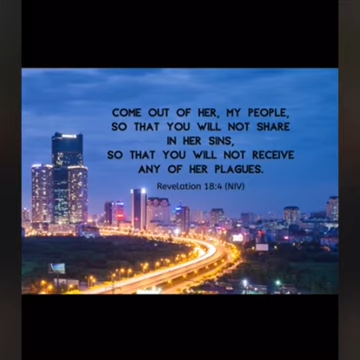 COME OUT OF HER, MY PEOPLE,
SO THAT YOU WILL NOT SHARE
IN HER SINS,
SO THAT YOU WILL NOT RECEIVE
ANY OF HER PLAGUES.
Revelation 18:4 (NIV)